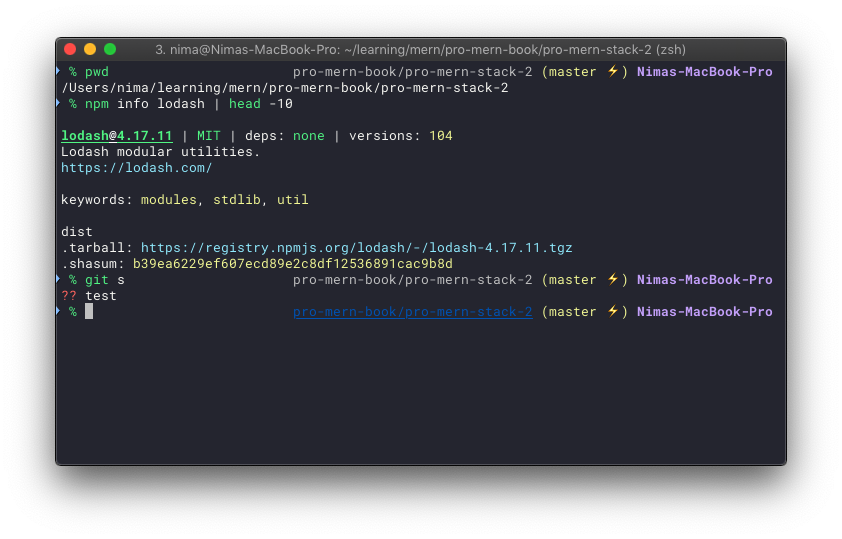 3. nima@Nimas-MacBook-Pro: ~/learning/mern/pro-mern-book/pro-mern-stack-2 (zsh)
% pwd pro-mern-book/pro-mern-stack-2 (master ⚡) Nimas-MacBook-Pro
/Users/nima/learning/mern/pro-mern-book/pro-mern-stack-2
% npm info lodash | head -10
lodash@4.17.11 | MIT | deps: none | versions: 104
Lodash modular utilities.
https://lodash.com/
keywords: modules, stdlib, util
dist
.tarball: https://registry.npmjs.org/lodash/-/lodash-4.17.11.tgz
.shasum: b39ea6229ef607ecd89e2c8df12536891cac9b8d
% git s pro-mern-book/pro-mern-stack-2 (master ⚡) Nimas-MacBook-Pro
?? test
% pro-mern-book/pro-mern-stack-2 (master ⚡) Nimas-MacBook-Pro